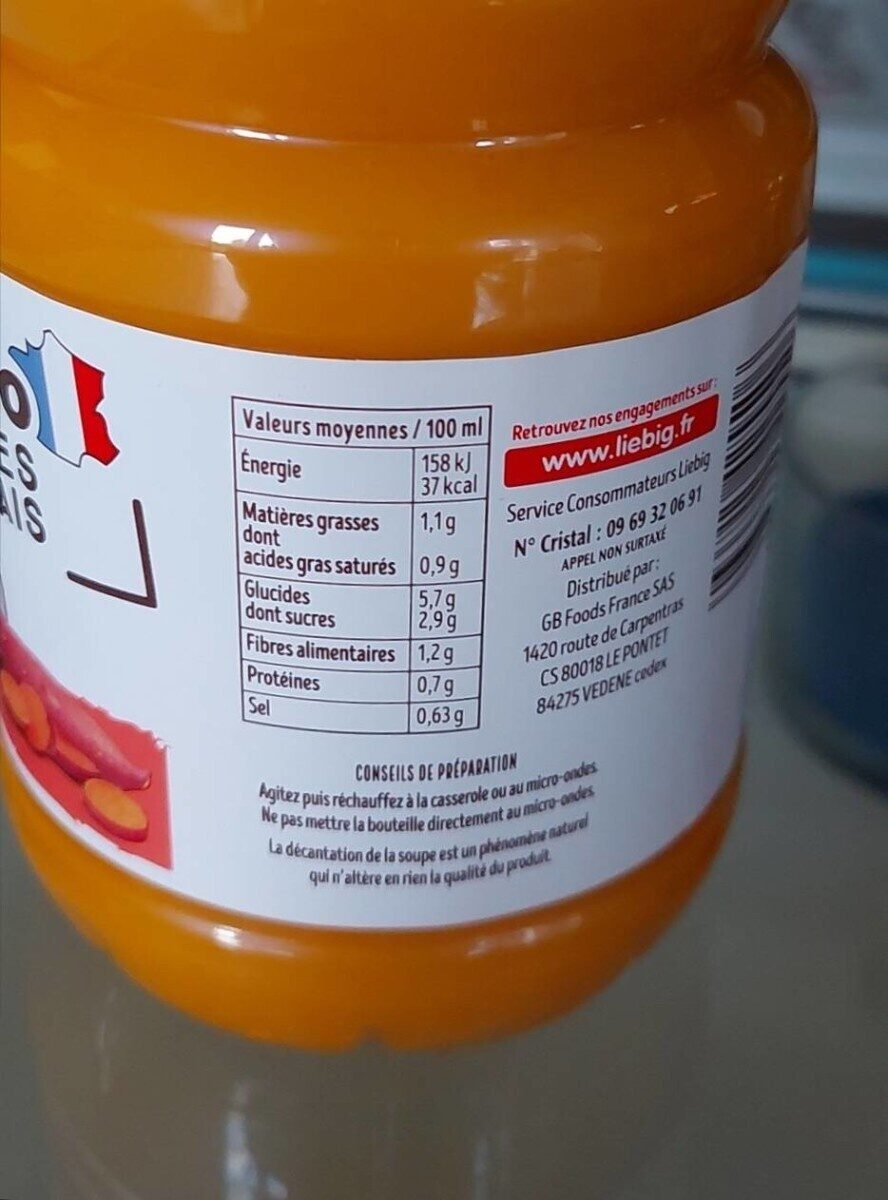 Valeurs moyennes / 100 ml
Énergie 158 kJ
37 kcal
Matières grasses 1,1 g
dont
acides gras saturés 0,9 g
Glucides 5,7 g
dont sucres 2,9 g
Fibres alimentaires 1,2 g
Protéines 0,7 g
Sel 0,63 g
Retrouvez nos engagements sur :
www.liebig.fr
Service Consommateurs Liebig
N° Cristal : 09 69 32 06 91
APPEL NON SURTAXÉ
Distribué par :
GB Foods France SAS
1420 route de Carpentras
CS 80018 LE PONTET
84275 VEDENE cedex
CONSEILS DE PRÉPARATION
Agitez puis réchauffez à la casserole ou au micro-ondes.
Ne pas mettre la bouteille directement au micro-ondes.
La décantation de la soupe est un phénomène naturel
qui n'altère en rien la qualité du produit.